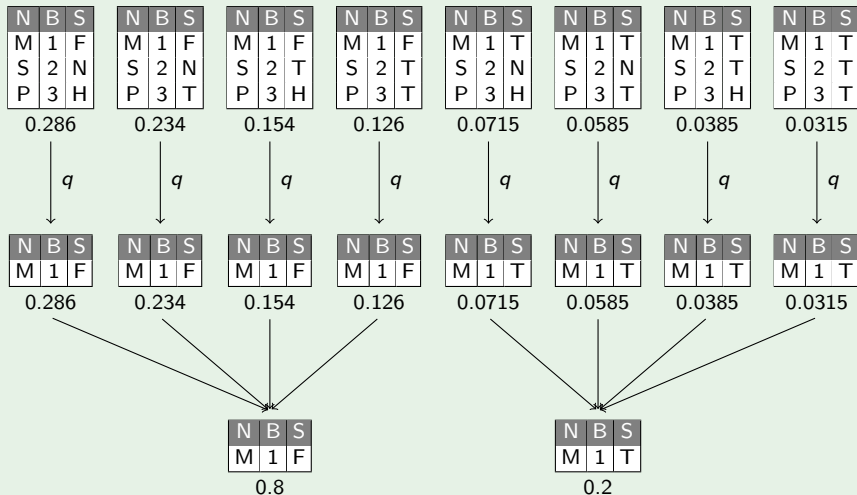 N B S N B S N B S N B S N B S N B S N B S N B S
M 1 F M 1 F M 1 F M 1 F M 1 T M 1 T M 1 T M 1 T
S 2 N S 2 N S 2 T S 2 T S 2 N S 2 N S 2 T S 2 T
P 3 H P 3 T P 3 H P 3 T P 3 H P 3 T P 3 H P 3 T
0.286 0.234 0.154 0.126 0.0715 0.0585 0.0385 0.0315
q q q q q q q q
N B S N B S N B S N B S N B S N B S N B S N B S
M 1 F M 1 F M 1 F M 1 F M 1 T M 1 T M 1 T M 1 T
0.286 0.234 0.154 0.126 0.0715 0.0585 0.0385 0.0315
N B S N B S
M 1 F M 1 T
0.8 0.2